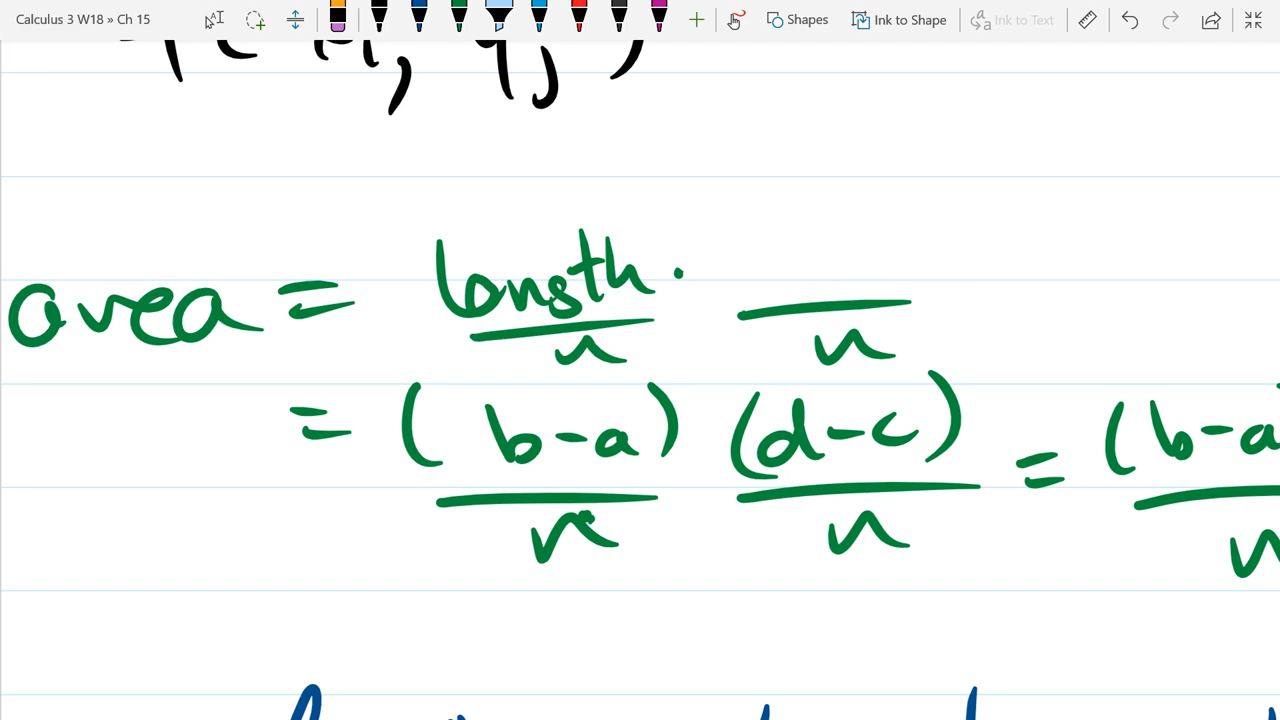 Calculus 3 W18 » Ch 15 Shapes Ink to Shape Ink to Text
area = length/n · /n
= (b-a)/n (d-c)/n = (b-a/n